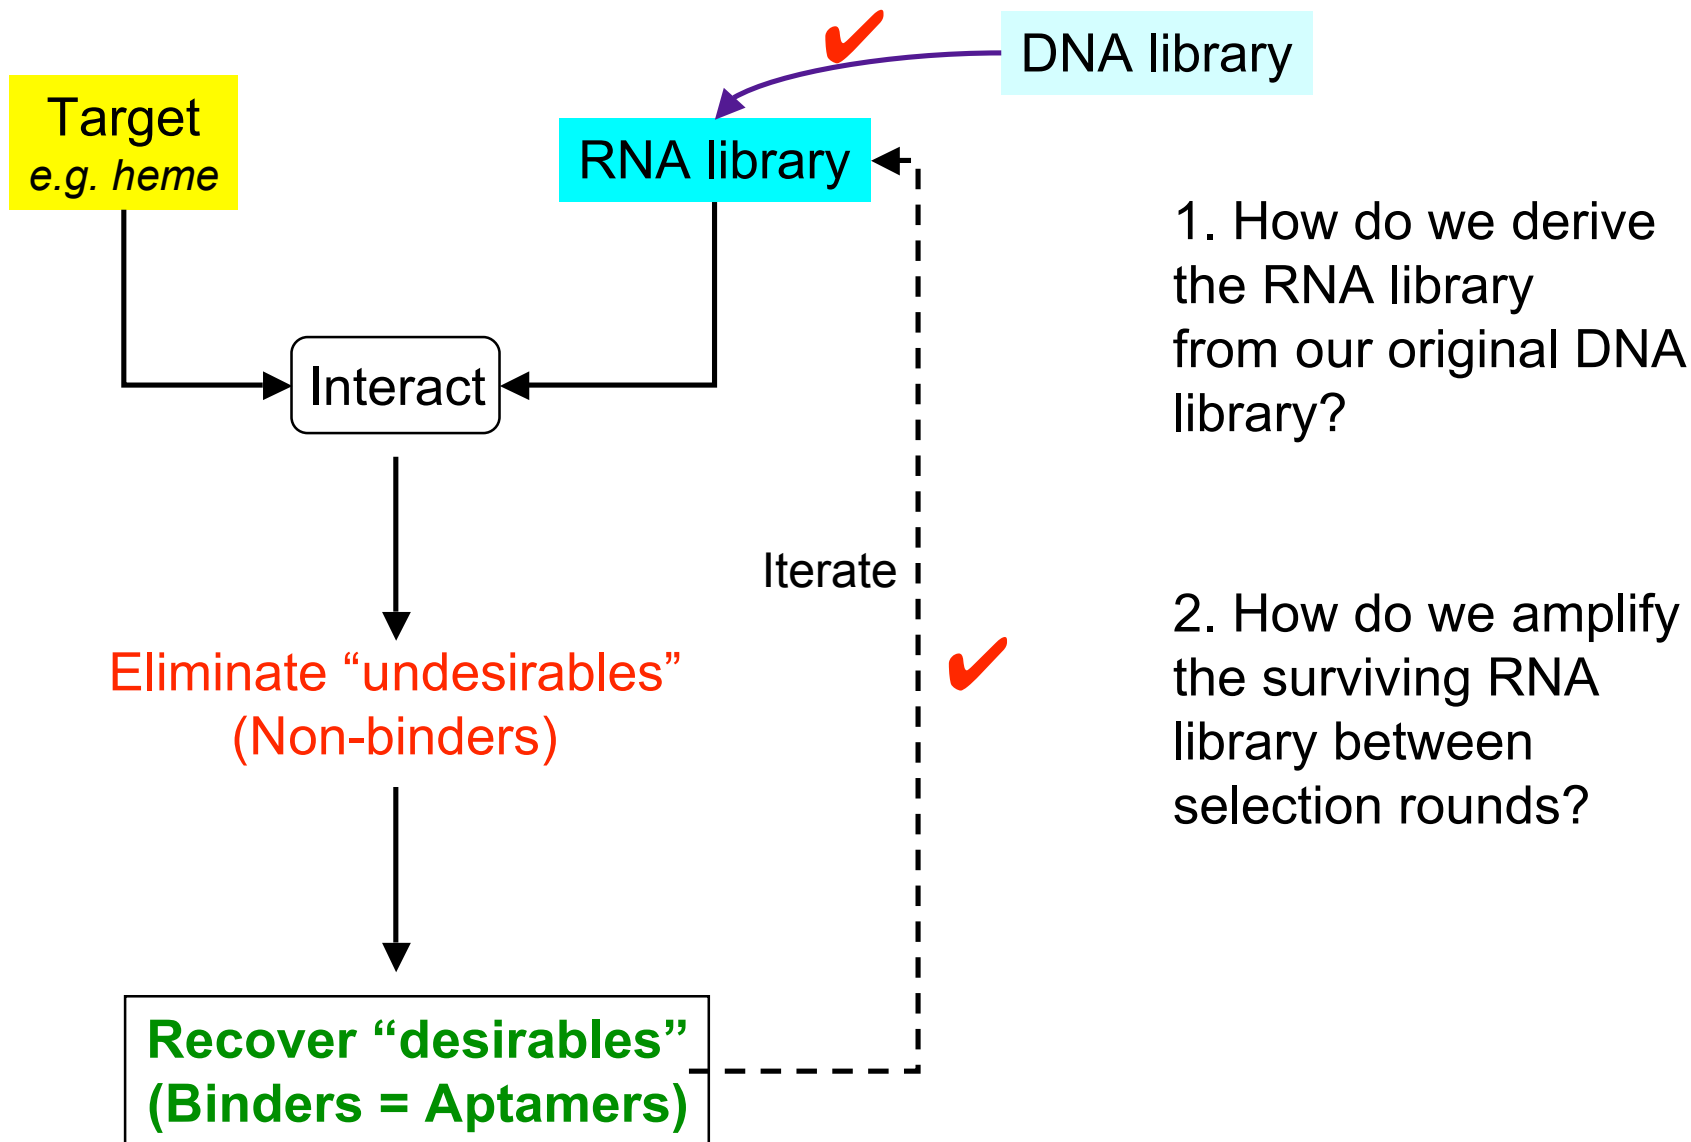 DNA library
Target
e.g. heme
RNA library
1. How do we derive
the RNA library
from our original DNA
library?
Interact
Iterate
2. How do we amplify
the surviving RNA
library between
selection rounds?
Eliminate “undesirables”
(Non-binders)
Recover “desirables”
(Binders = Aptamers)